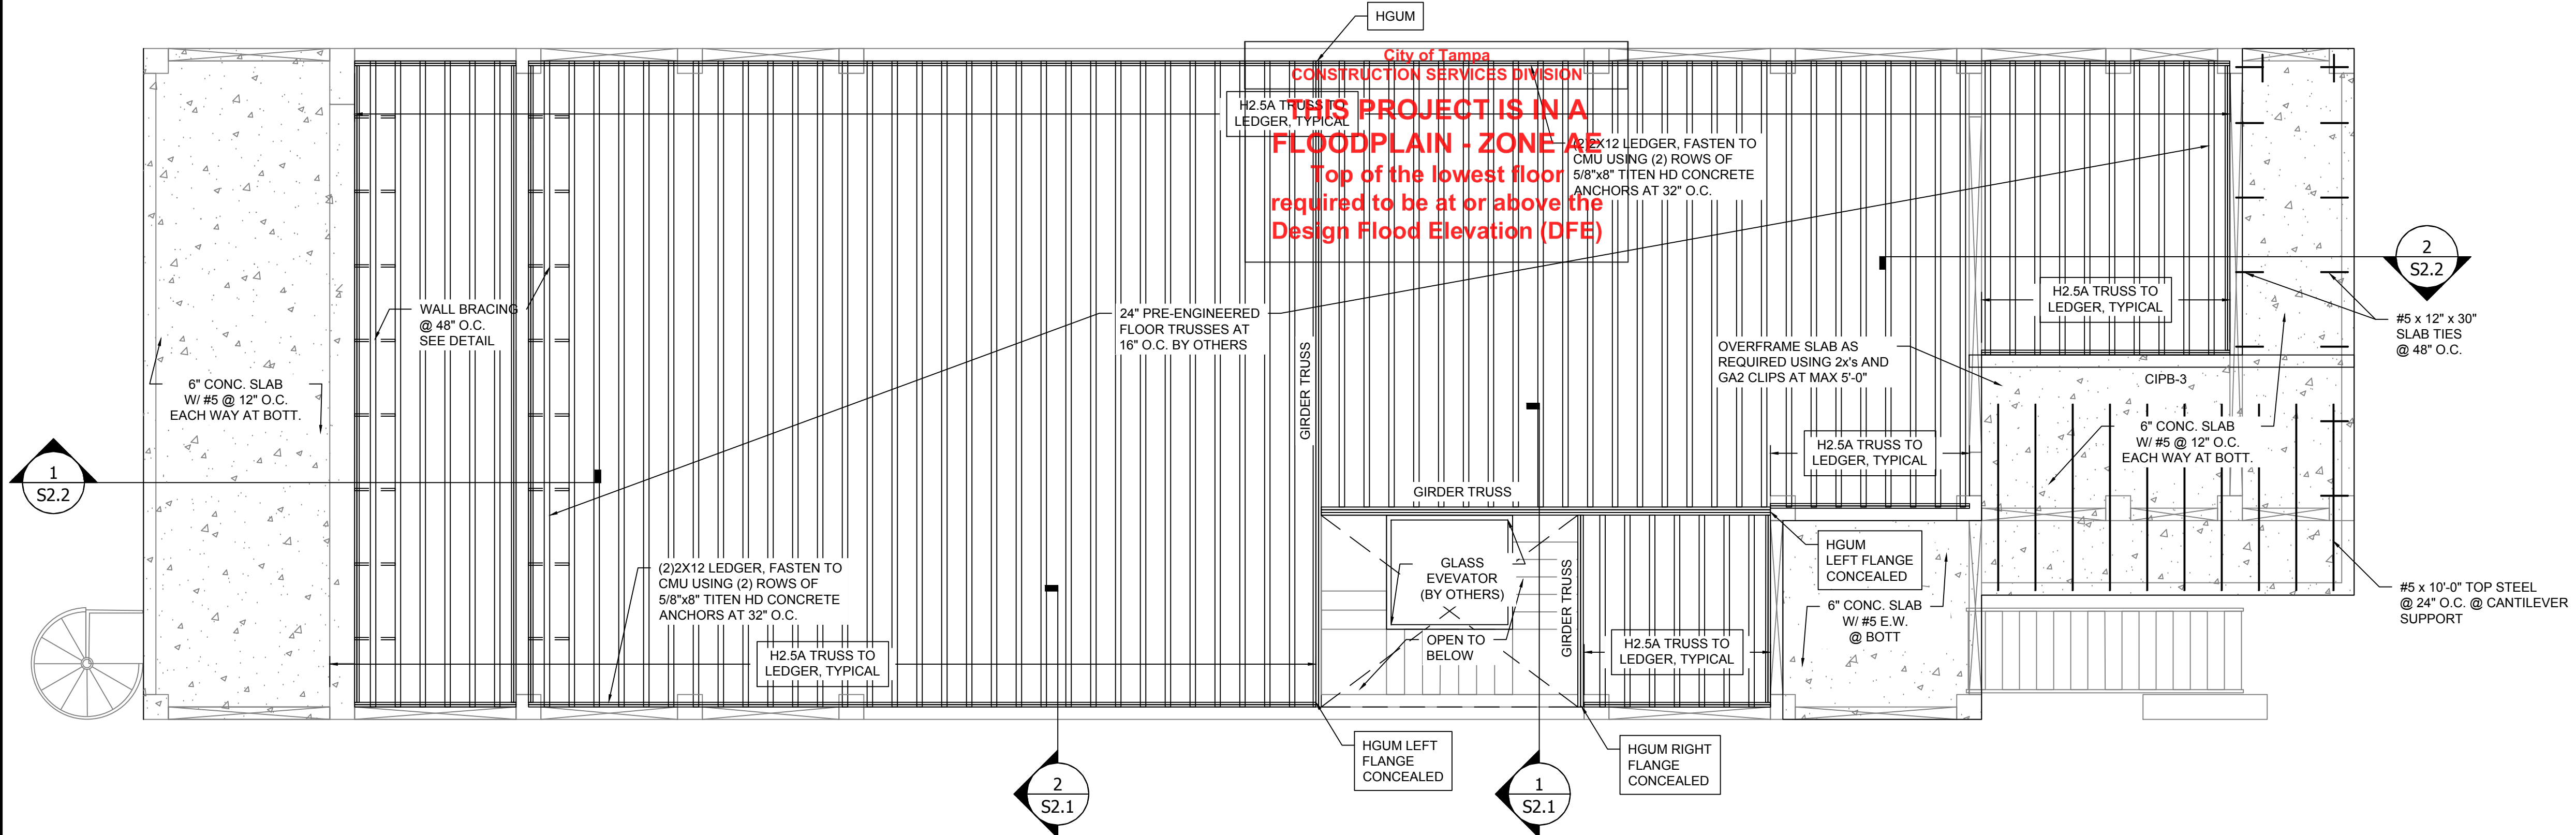 HGUM
City of Tampa
CONSTRUCTION SERVICES DIVISION
THIS PROJECT IS IN A
FLOODPLAIN - ZONE AE
Top of the lowest floor
required to be at or above the
Design Flood Elevation (DFE)
H2.5A TRUSS TO
LEDGER, TYPICAL
(2)2X12 LEDGER, FASTEN TO
CMU USING (2) ROWS OF
5/8"x8" TITEN HD CONCRETE
ANCHORS AT 32" O.C.
2
S2.2
H2.5A TRUSS TO
LEDGER, TYPICAL
#5 x 12" x 30"
SLAB TIES
@ 48" O.C.
WALL BRACING
@ 48" O.C.
SEE DETAIL
24" PRE-ENGINEERED
FLOOR TRUSSES AT
16" O.C. BY OTHERS
GIRDER TRUSS
OVERFRAME SLAB AS
REQUIRED USING 2x's AND
GA2 CLIPS AT MAX 5'-0"
CIPB-3
6" CONC. SLAB
W/ #5 @ 12" O.C.
EACH WAY AT BOTT.
6" CONC. SLAB
W/ #5 @ 12" O.C.
EACH WAY AT BOTT.
H2.5A TRUSS TO
LEDGER, TYPICAL
1
S2.2
GIRDER TRUSS
HGUM
LEFT FLANGE
CONCEALED
(2)2X12 LEDGER, FASTEN TO
CMU USING (2) ROWS OF
5/8"x8" TITEN HD CONCRETE
ANCHORS AT 32" O.C.
GLASS
EVEVATOR
(BY OTHERS)
GIRDER TRUSS
6" CONC. SLAB
W/ #5 E.W.
@ BOTT
#5 x 10'-0" TOP STEEL
@ 24" O.C. @ CANTILEVER
SUPPORT
OPEN TO
BELOW
H2.5A TRUSS TO
LEDGER, TYPICAL
H2.5A TRUSS TO
LEDGER, TYPICAL
HGUM LEFT
FLANGE
CONCEALED
HGUM RIGHT
FLANGE
CONCEALED
2
S2.1
1
S2.1